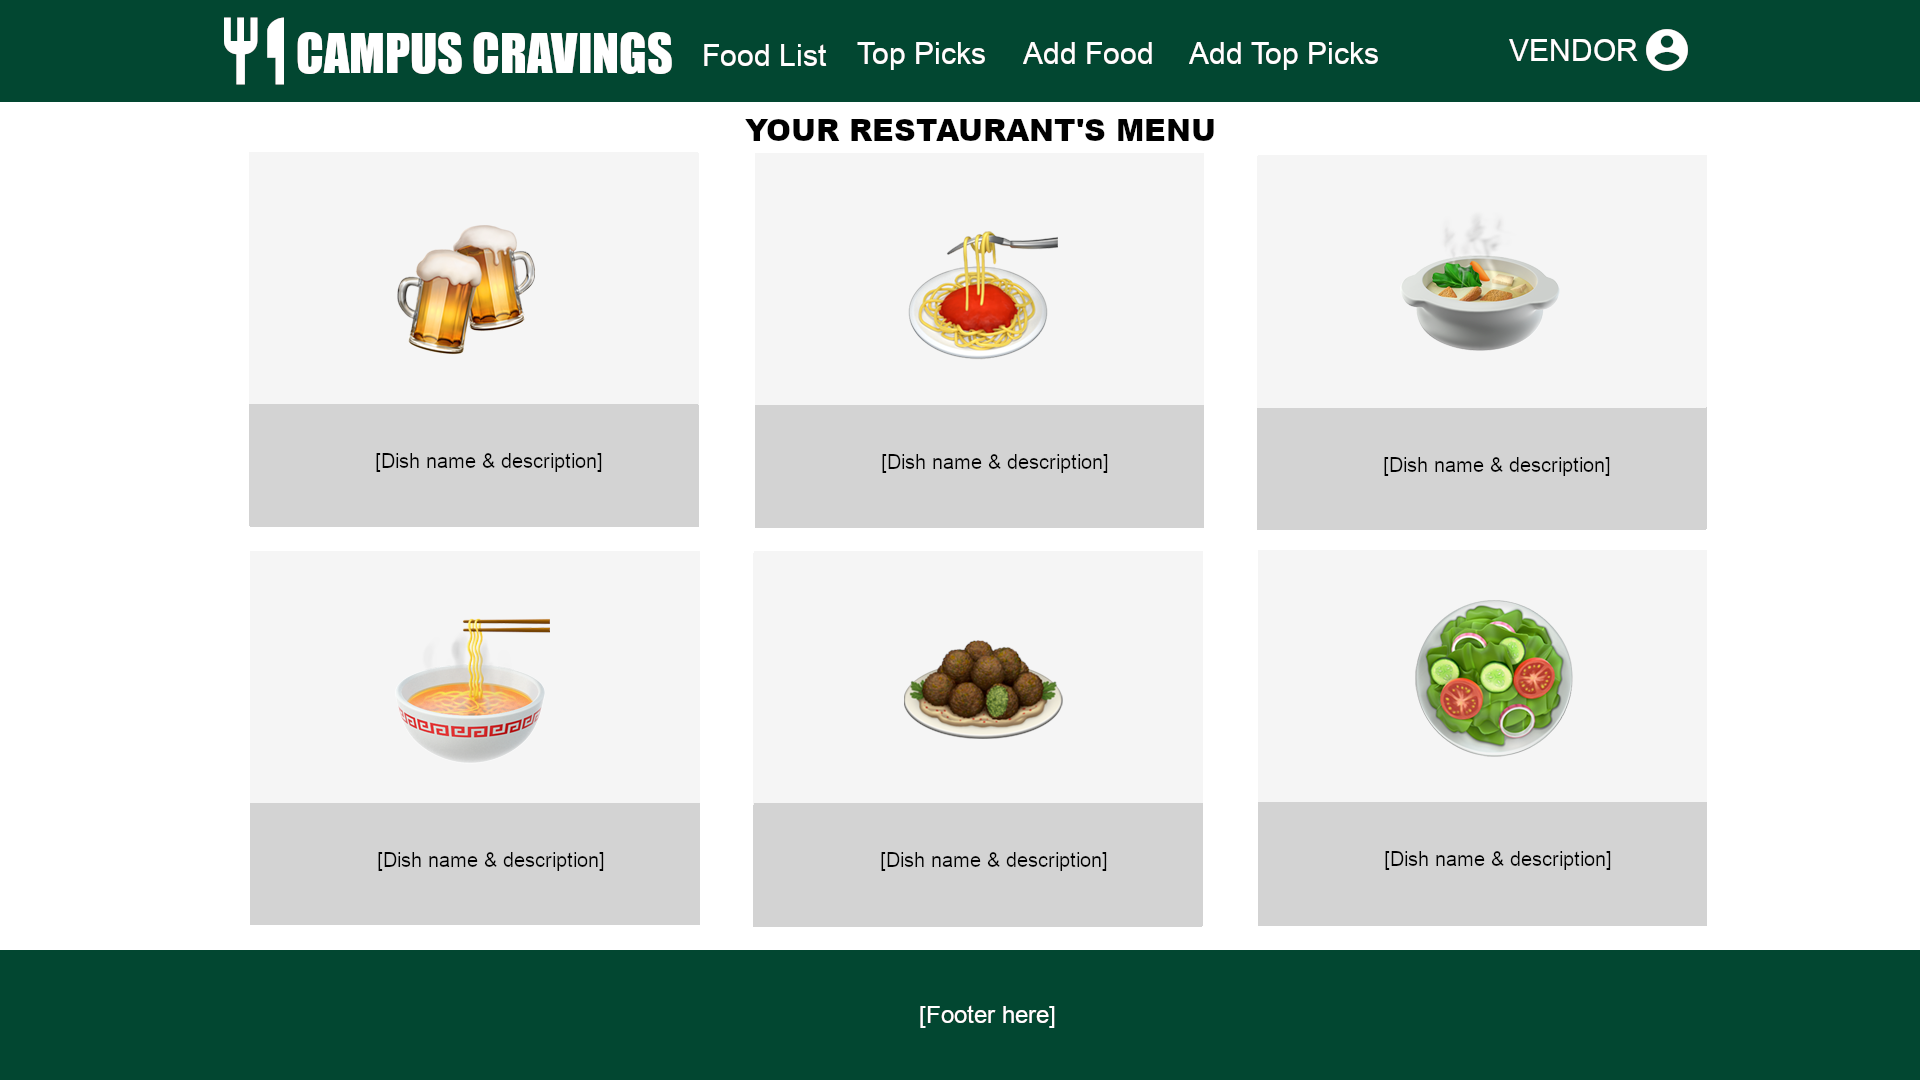 CAMPUS CRAVINGS
Food List
Top Picks
Add Food
Add Top Picks
VENDOR
YOUR RESTAURANT'S MENU
[Dish name & description]
[Dish name & description]
[Dish name & description]
[Dish name & description]
[Dish name & description]
[Dish name & description]
[Footer here]